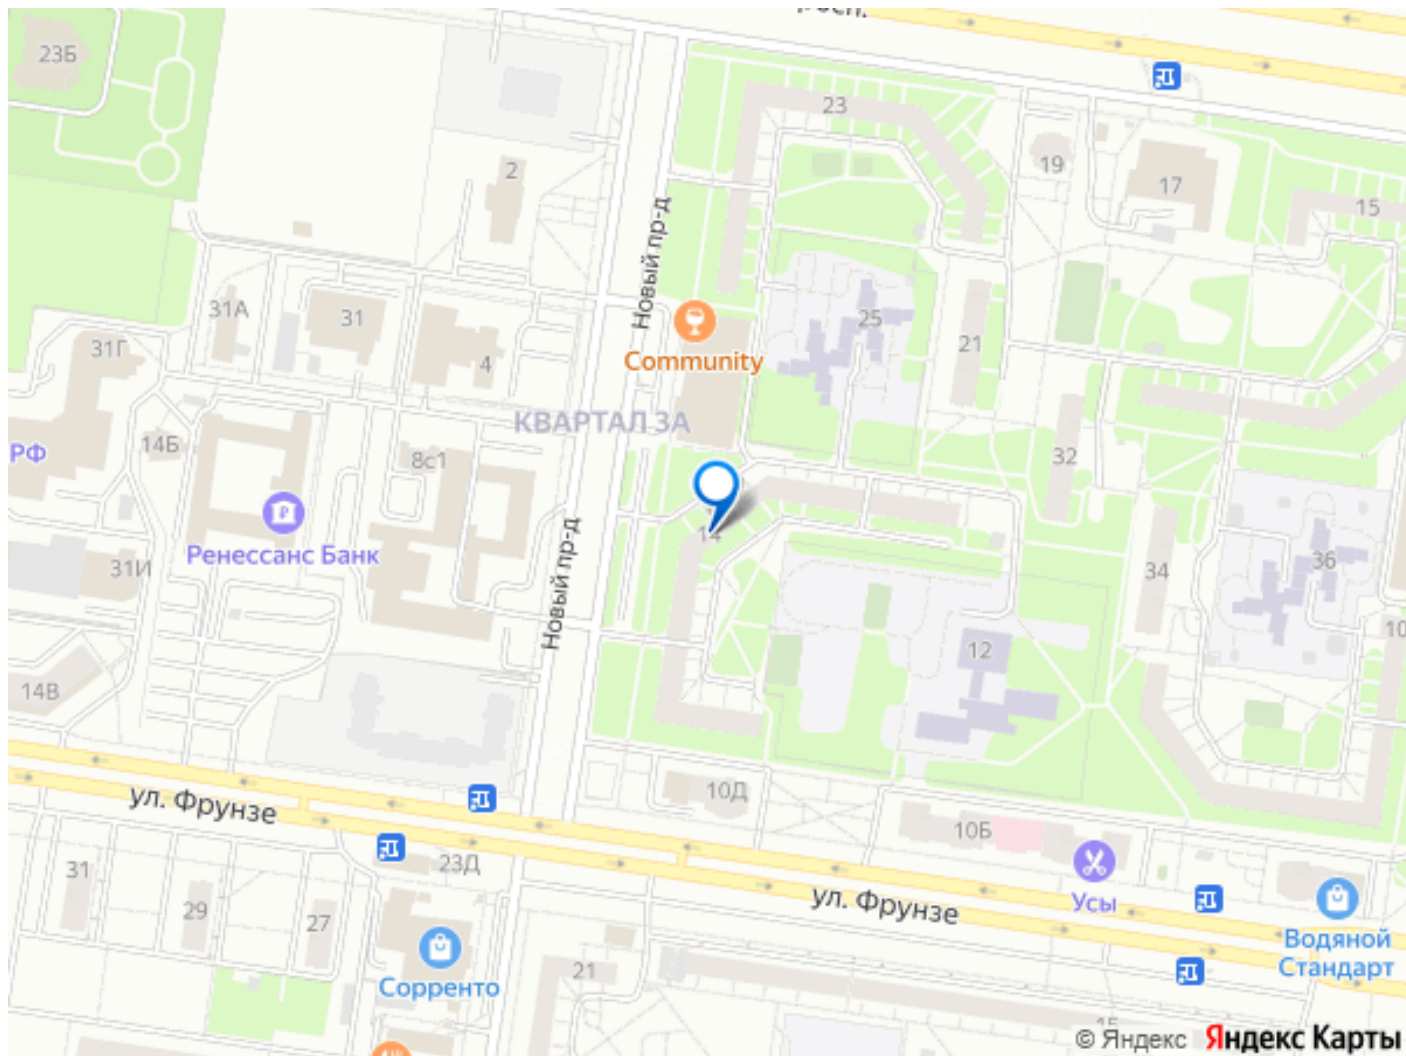 23Б
23
2
19
17
15
Новый пр-д
31А
31
25
31Г
4
21
Community
КВАРТАЛ 3А
14Б
РФ
8с1
32
Ренессанс Банк
14
31И
34
36
Новый пр-д
12
10
14В
10Д
ул. Фрунзе
10Б
23Д
31
29
27
Усы
ул. Фрунзе
Водяной
Стандарт
Сорренто
21
© Яндекс
Яндекс Карты